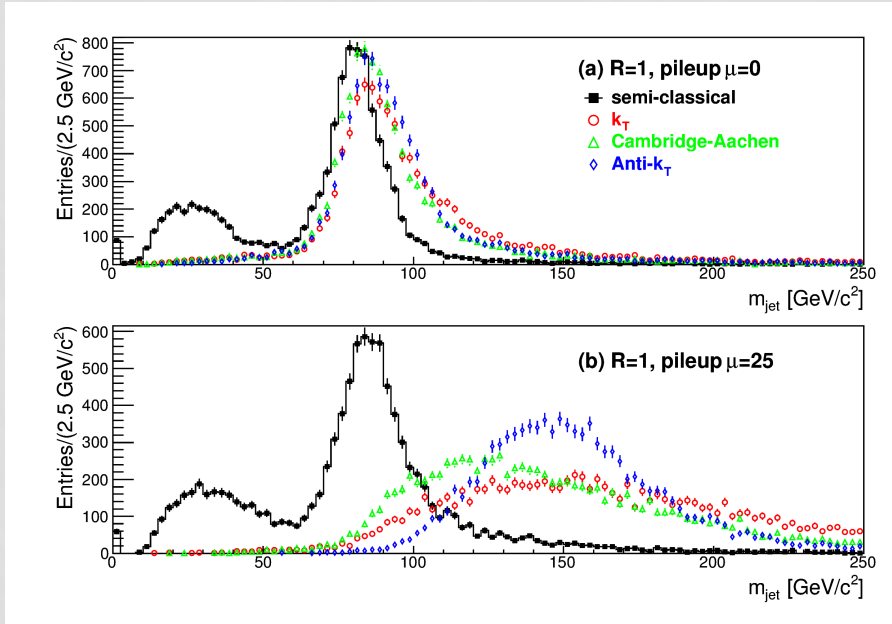 800
700
600
500
400
300
200
100
0
Entries/(2.5 GeV/c²)
(a) R=1, pileup μ=0
semi-classical
k_T
Cambridge-Aachen
Anti-k_T
0 50 100 150 200 250
m_jet [GeV/c²]
600
500
400
300
200
100
0
Entries/(2.5 GeV/c²)
(b) R=1, pileup μ=25
0 50 100 150 200 250
m_jet [GeV/c²]